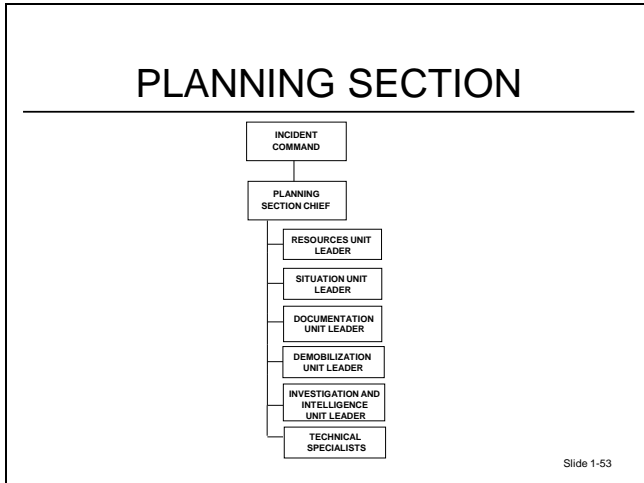 PLANNING SECTION
INCIDENT
COMMAND
PLANNING
SECTION CHIEF
RESOURCES UNIT
LEADER
SITUATION UNIT
LEADER
DOCUMENTATION
UNIT LEADER
DEMOBILIZATION
UNIT LEADER
INVESTIGATION AND
INTELLIGENCE
UNIT LEADER
TECHNICAL
SPECIALISTS
Slide 1-53